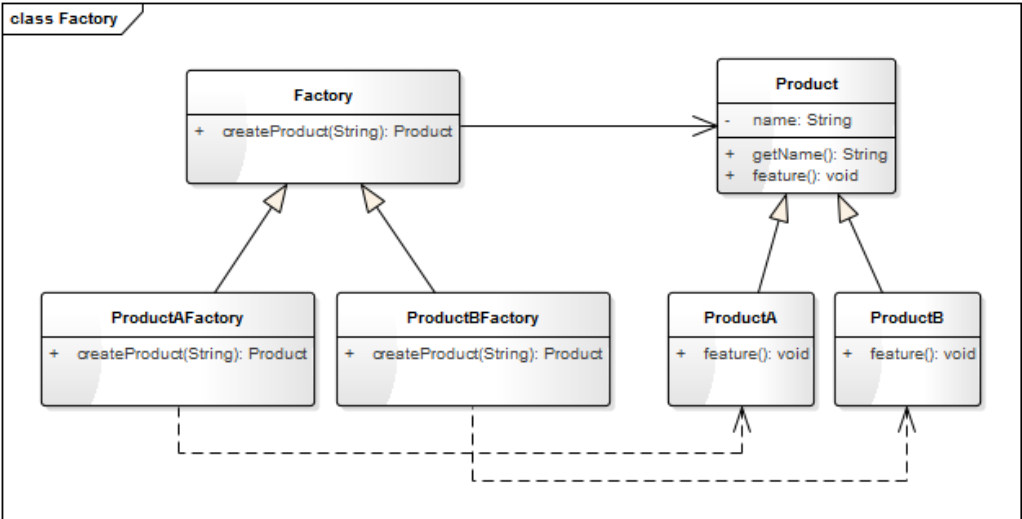 class Factory
Factory
+ createProduct(String): Product
Product
- name: String
+ getName(): String
+ feature(): void
ProductAFactory
+ createProduct(String): Product
ProductBFactory
+ createProduct(String): Product
ProductA
+ feature(): void
ProductB
+ feature(): void